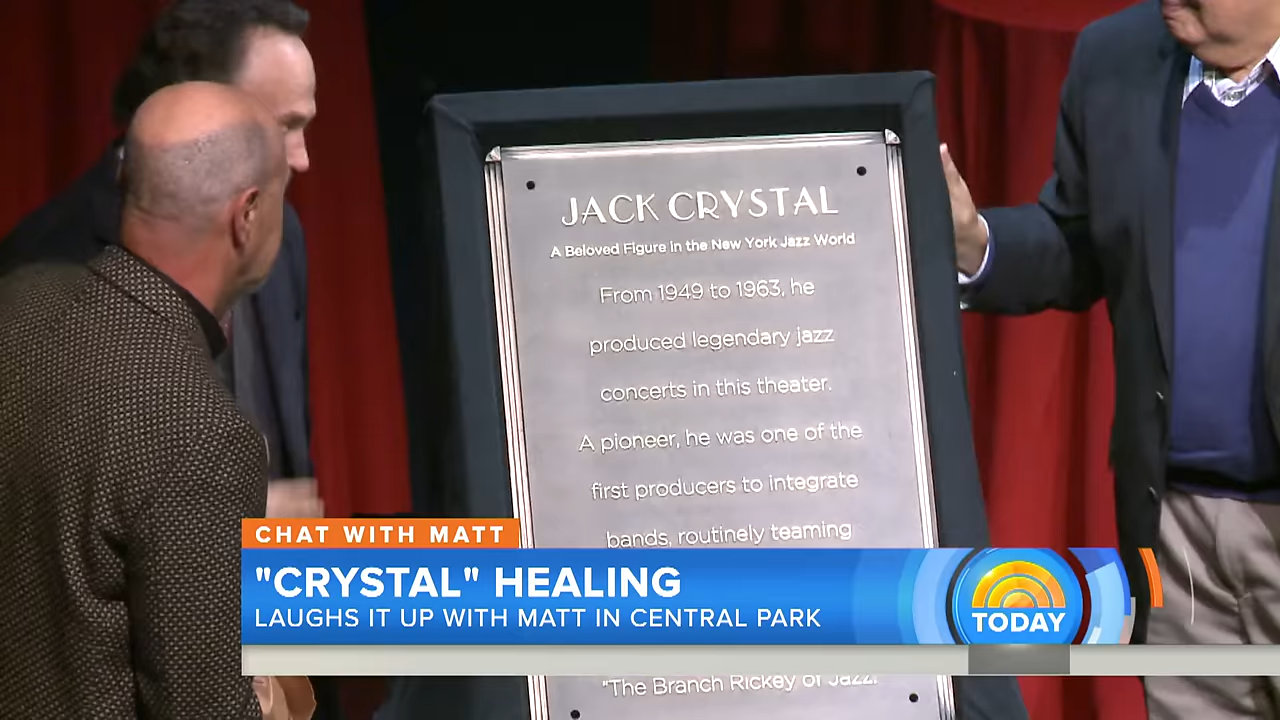 JACK CRYSTAL
A Beloved Figure in the New York Jazz World
From 1949 to 1963, he
produced legendary jazz
concerts in this theater.
A pioneer, he was one of the
first producers to integrate
bands, routinely teaming
CHAT WITH MATT
"CRYSTAL" HEALING
LAUGHS IT UP WITH MATT IN CENTRAL PARK
TODAY
"The Branch Rickey of Jazz."